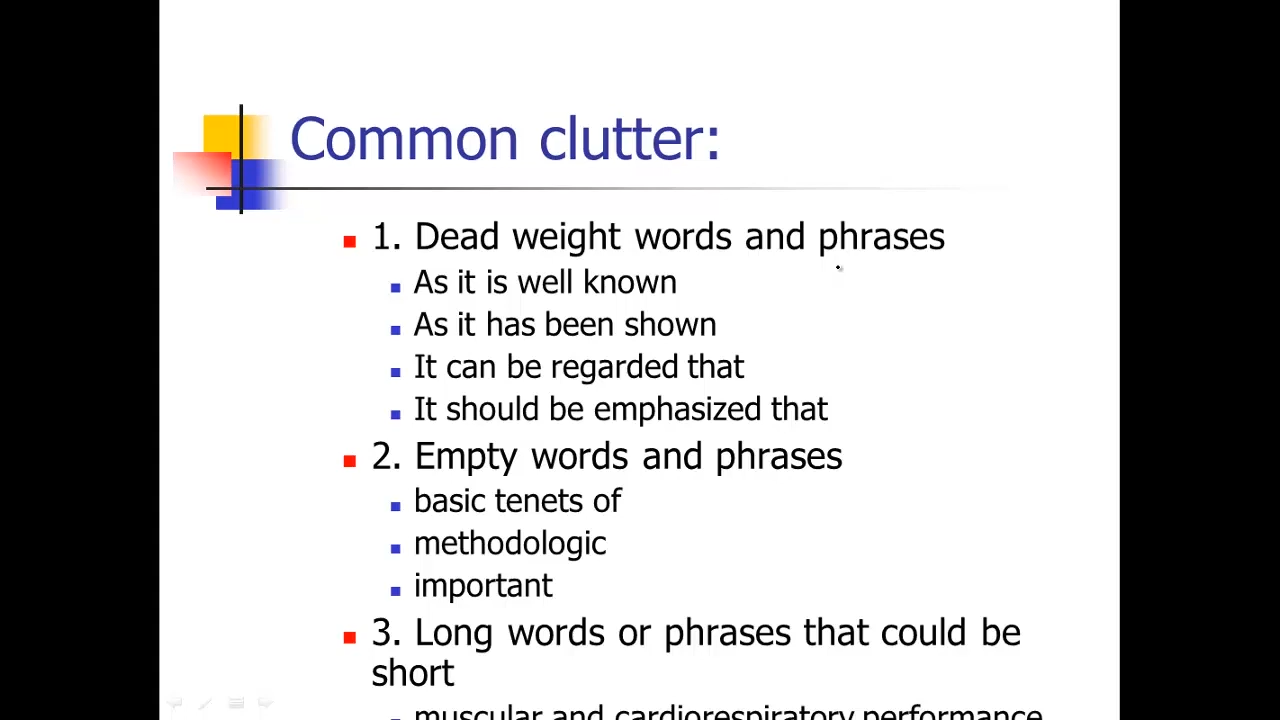 Common clutter:
1. Dead weight words and phrases
As it is well known
As it has been shown
It can be regarded that
It should be emphasized that
2. Empty words and phrases
basic tenets of
methodologic
important
3. Long words or phrases that could be
short
muscular and cardiorespiratory performance